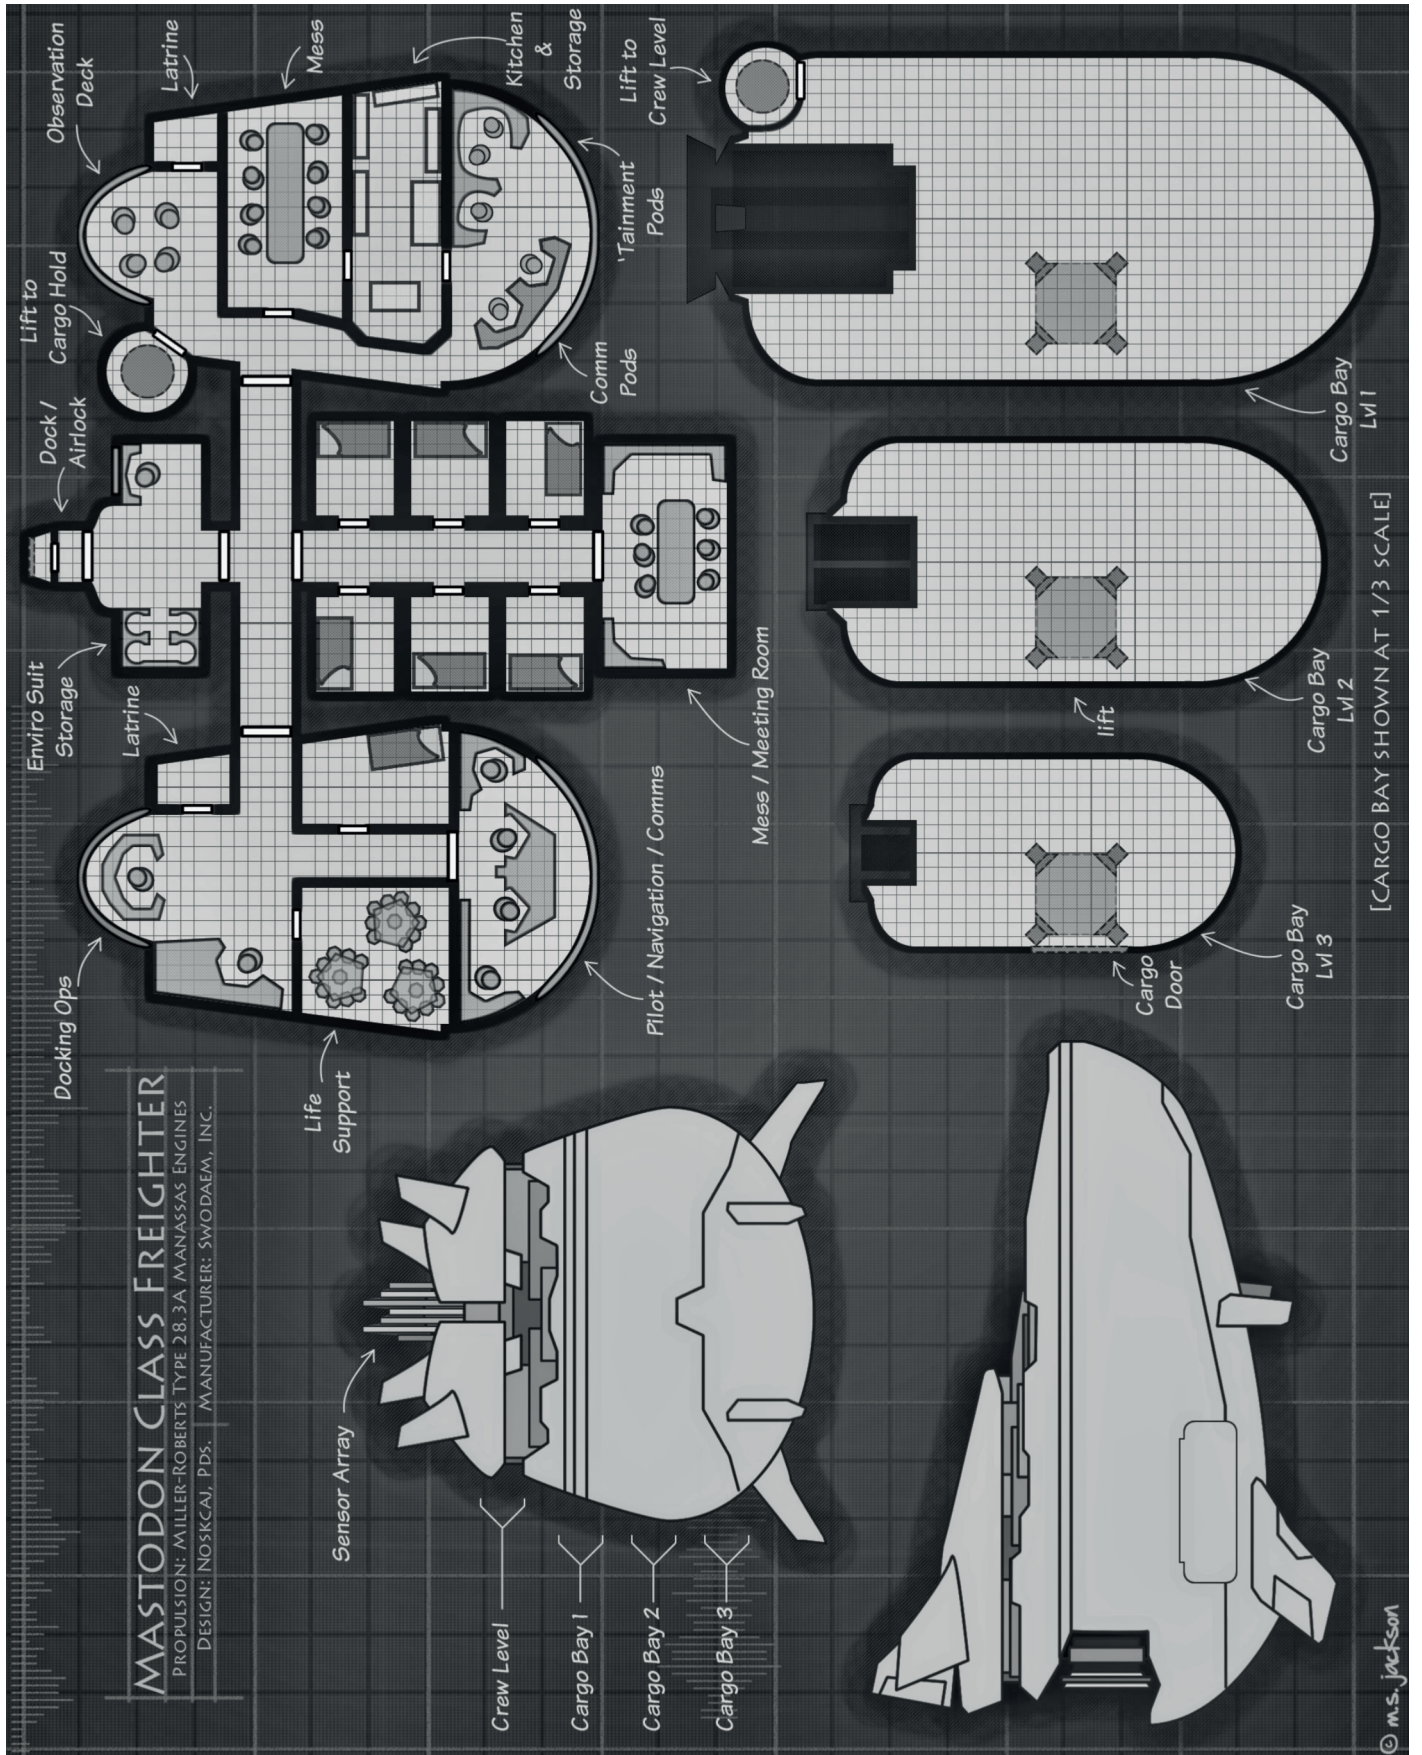 MASTODON CLASS FREIGHTER
PROPULSION: MILLER-ROBERTS TYPE 28.3A MANASSAS ENGINES
DESIGN: NOSKCAJ, PDS. MANUFACTURER: SWODAEM, INC.
Docking Ops
Latrine
Enviro Suit
Storage
Dock /
Airlock
Lift to
Cargo Hold
Observation
Deck
Latrine
Mess
Kitchen
&
Storage
'Tainment
Pods
Comm
Pods
Mess / Meeting Room
Pilot / Navigation / Comms
Life
Support
Lift to
Crew Level
Cargo Bay
Lvl 1
Cargo Bay
Lvl 2
lift
Cargo Bay
Lvl 3
Cargo
Door
[CARGO BAY SHOWN AT 1/3 SCALE]
Sensor Array
Crew Level
Cargo Bay 1
Cargo Bay 2
Cargo Bay 3
© m.s. jackson